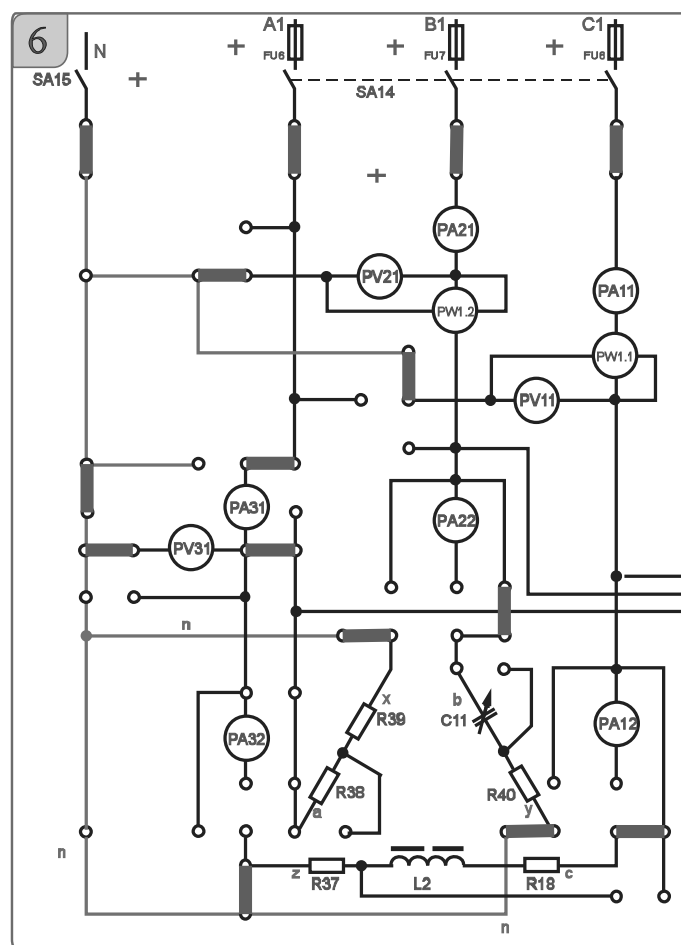 6
N
A1
B1
C1
FU6
FU7
FU8
SA15
SA14
PA21
PV21
PA11
PW1.2
PW1.1
PV11
PA31
PA22
PV31
n
x
b
R39
C11
PA12
PA32
R38
R40
a
y
n
z
R37
L2
R18
c
n